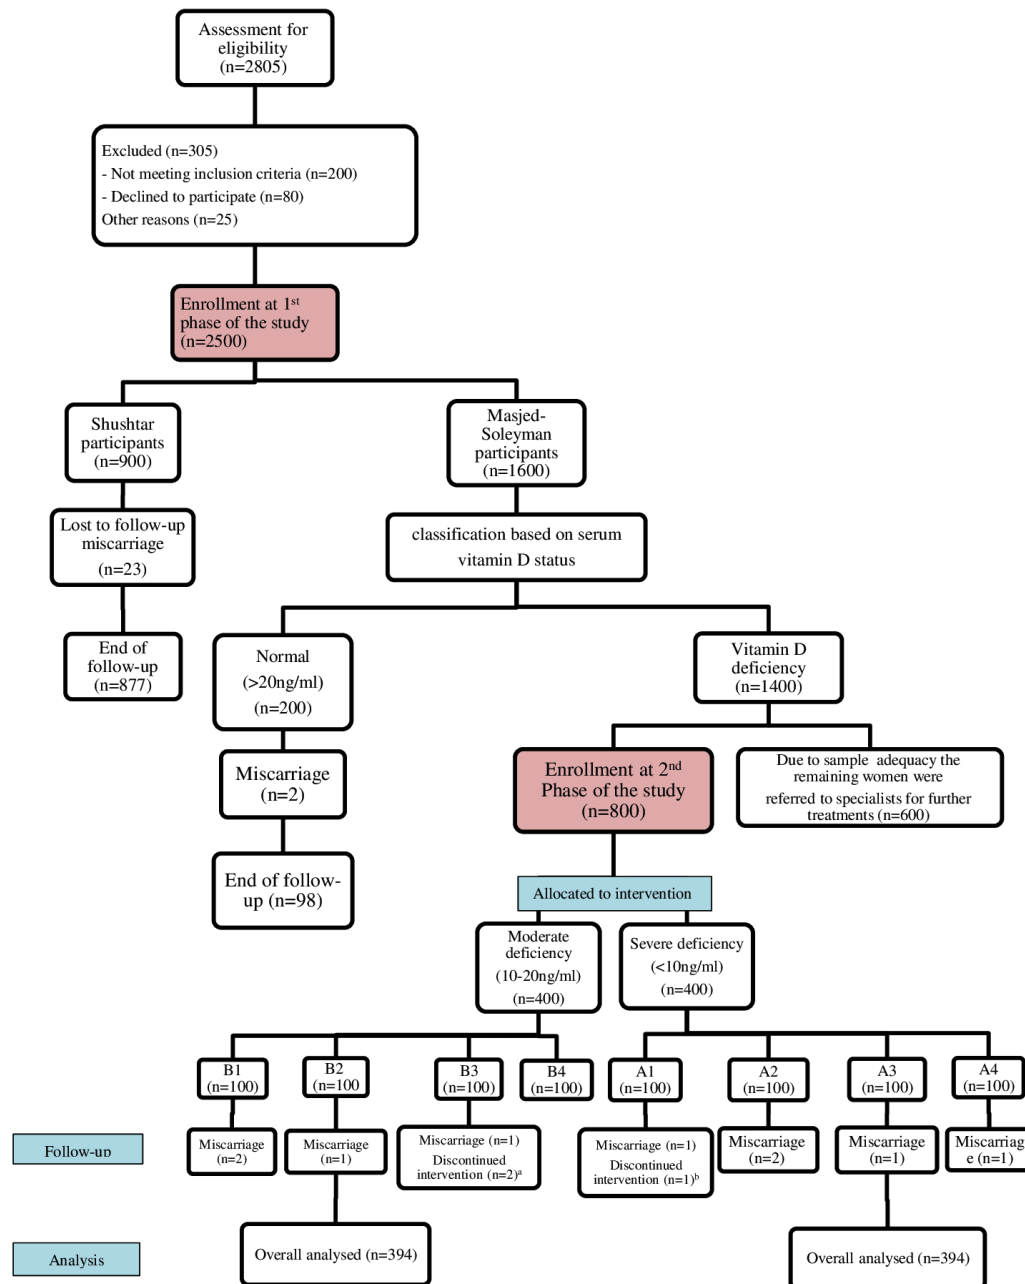 Assessment for
eligibility
(n=2805)
Excluded (n=305)
- Not meeting inclusion criteria (n=200)
- Declined to participate (n=80)
Other reasons (n=25)
Enrollment at 1st
phase of the study
(n=2500)
Shushtar
participants
(n=900)
Masjed-
Soleyman
participants
(n=1600)
Lost to follow-up
miscarriage
(n=23)
classification based on serum
vitamin D status
End of
follow-up
(n=877)
Normal
(>20ng/ml)
(n=200)
Vitamin D
deficiency
(n=1400)
Miscarriage
(n=2)
Enrollment at 2nd
Phase of the study
(n=800)
Due to sample adequacy the
remaining women were
referred to specialists for further
treatments (n=600)
End of follow-
up (n=98)
Allocated to intervention
Moderate
deficiency
(10-20ng/ml)
(n=400)
Severe deficiency
(<10ng/ml)
(n=400)
B1
(n=100)
B2
(n=100
B3
(n=100)
B4
(n=100)
A1
(n=100)
A2
(n=100)
A3
(n=100)
A4
(n=100)
Follow-up
Miscarriage
(n=2)
Miscarriage
(n=1)
Miscarriage (n=1)
Discontinued
intervention (n=2)a
Miscarriage (n=1)
Discontinued
intervention (n=1)b
Miscarriage
(n=2)
Miscarriage
(n=1)
Miscarriag
e (n=1)
Analysis
Overall analysed (n=394)
Overall analysed (n=394)